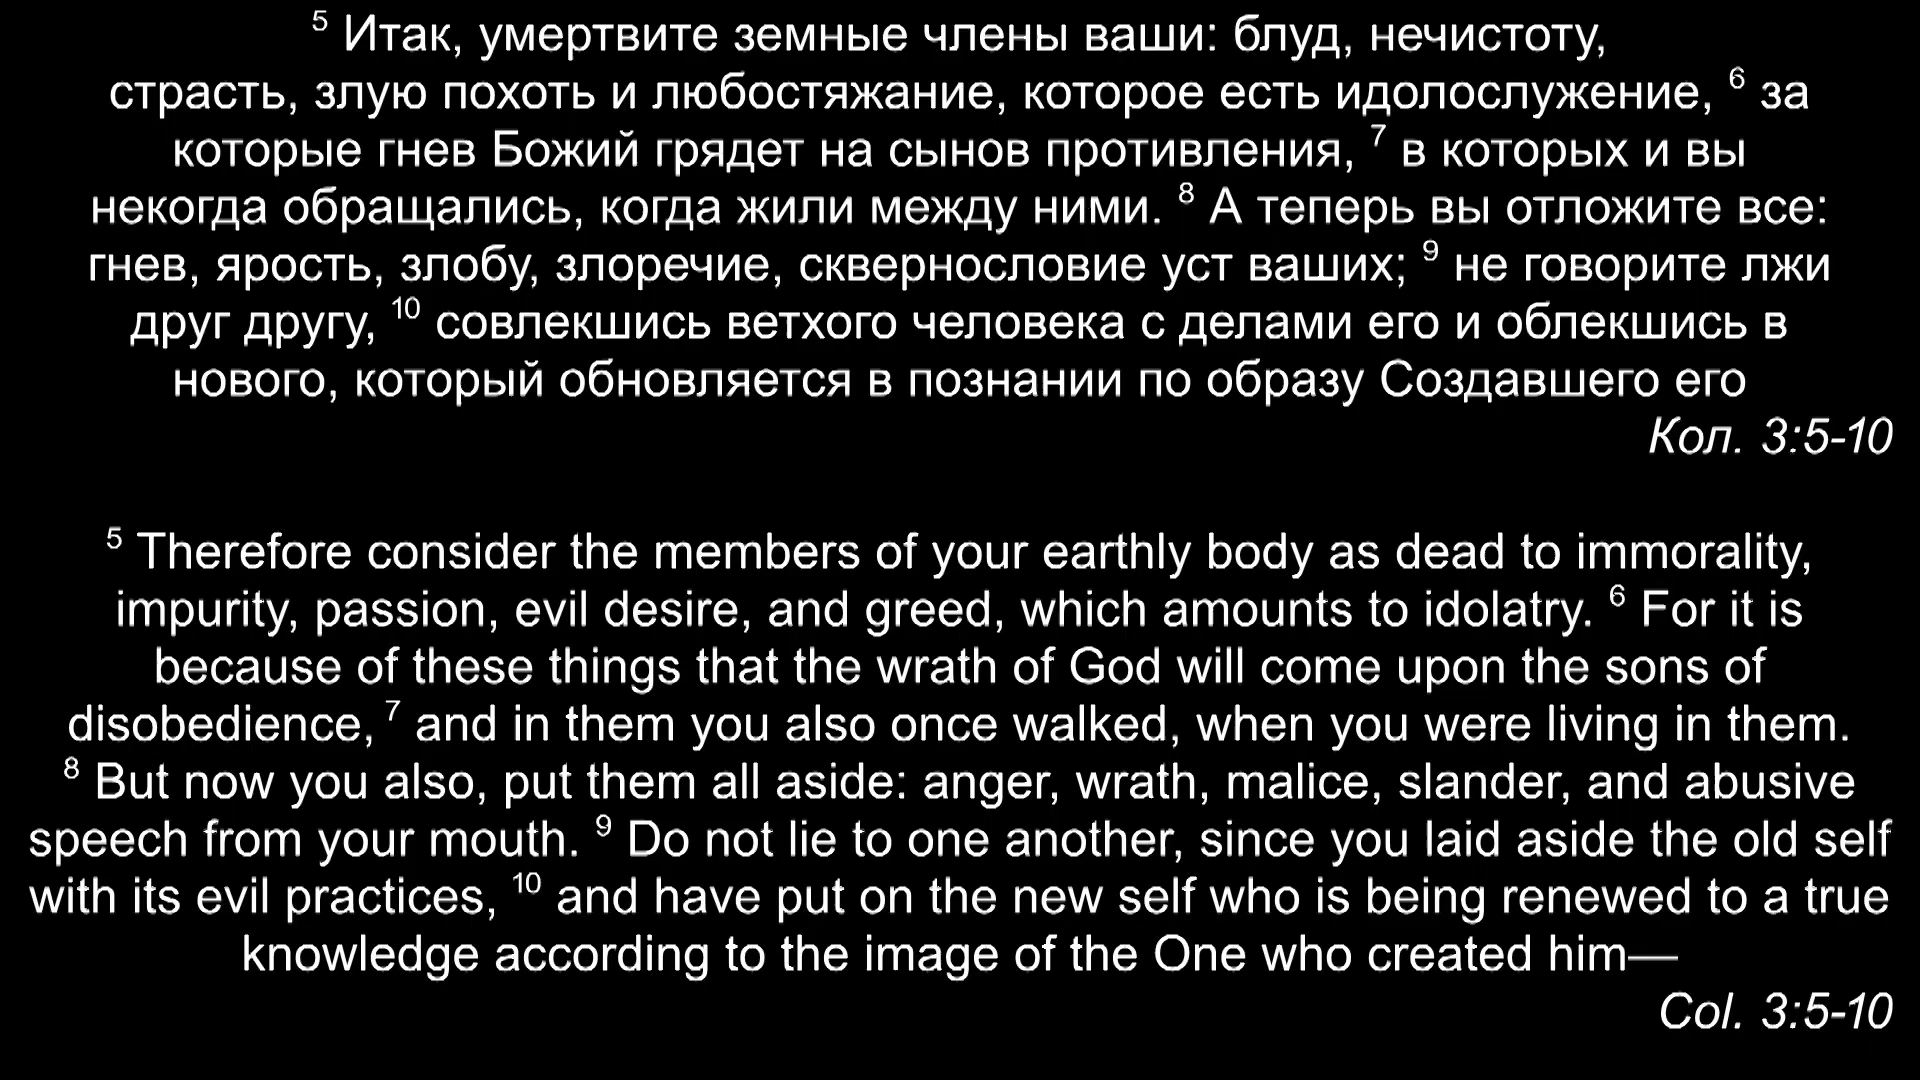 ⁵ Итак, умертвите земные члены ваши: блуд, нечистоту,
страсть, злую похоть и любостяжание, которое есть идолослужение, ⁶ за
которые гнев Божий грядет на сынов противления, ⁷ в которых и вы
некогда обращались, когда жили между ними. ⁸ А теперь вы отложите все:
гнев, ярость, злобу, злоречие, сквернословие уст ваших; ⁹ не говорите лжи
друг другу, ¹⁰ совлекшись ветхого человека с делами его и облекшись в
нового, который обновляется в познании по образу Создавшего его
Кол. 3:5-10
⁵ Therefore consider the members of your earthly body as dead to immorality,
impurity, passion, evil desire, and greed, which amounts to idolatry. ⁶ For it is
because of these things that the wrath of God will come upon the sons of
disobedience, ⁷ and in them you also once walked, when you were living in them.
⁸ But now you also, put them all aside: anger, wrath, malice, slander, and abusive
speech from your mouth. ⁹ Do not lie to one another, since you laid aside the old self
with its evil practices, ¹⁰ and have put on the new self who is being renewed to a true
knowledge according to the image of the One who created him—
Col. 3:5-10